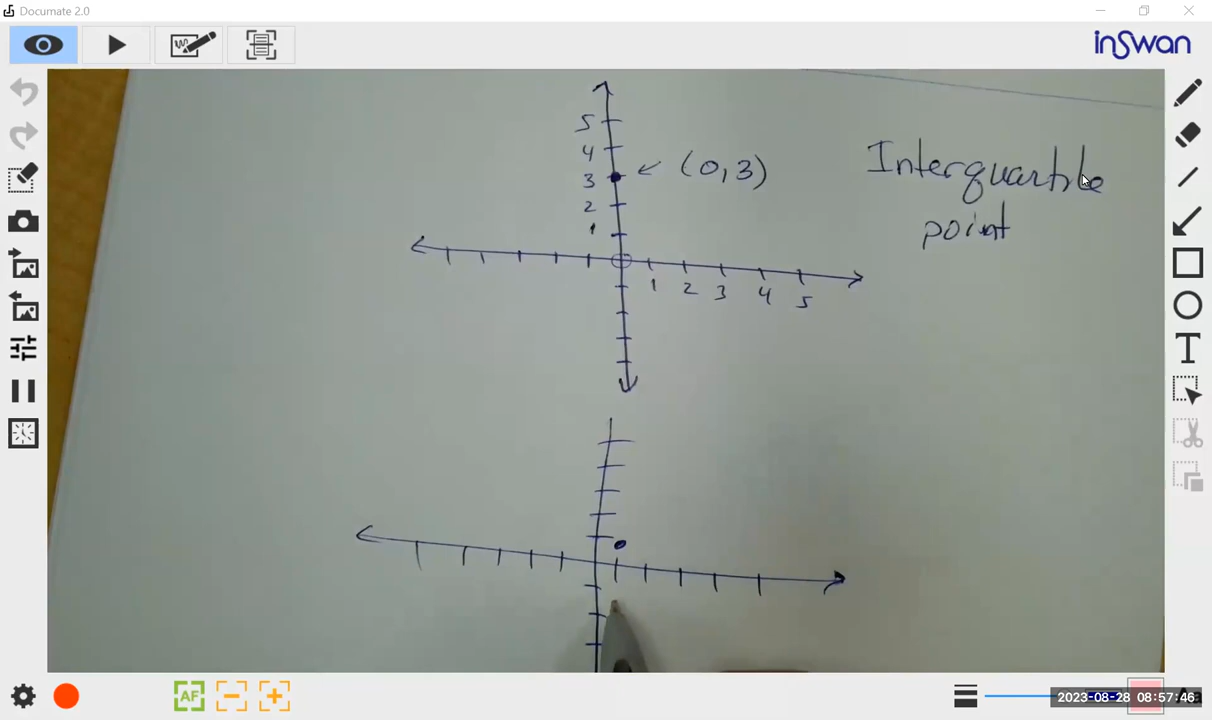 Documate 2.0
inSwan
5
4
3
2
1
(0,3)
Interquartile
point
1 2 3 4 5
AF
2023-08-28 08:57:46